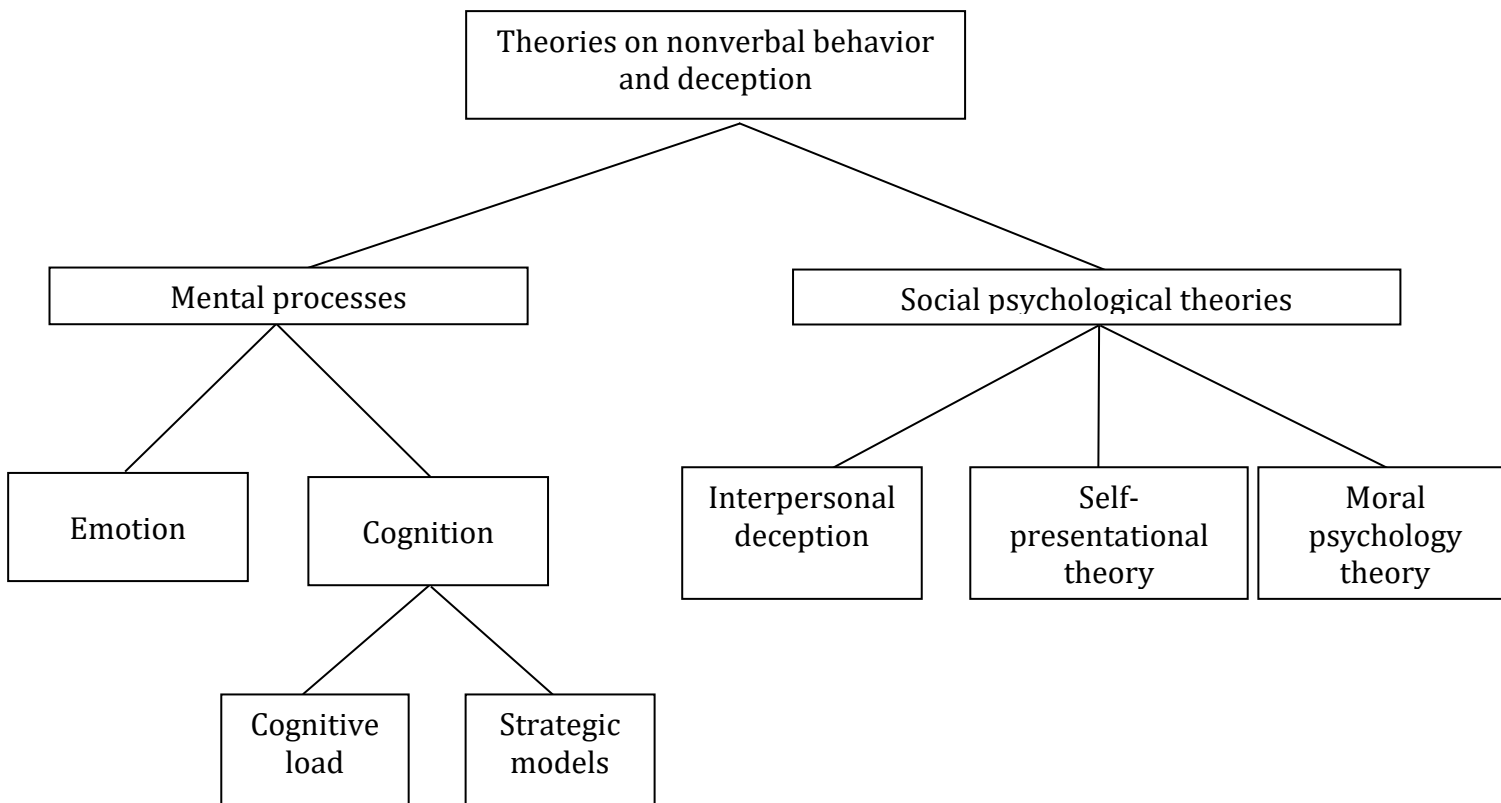 Theories on nonverbal behavior
and deception
Mental processes
Social psychological theories
Emotion
Cognition
Interpersonal
deception
Self-
presentational
theory
Moral
psychology
theory
Cognitive
load
Strategic
models